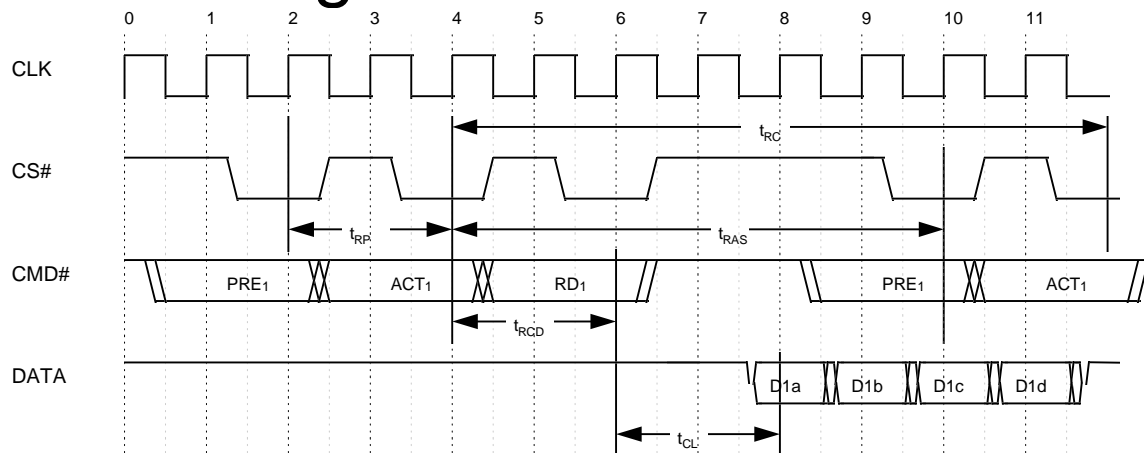 0 1 2 3 4 5 6 7 8 9 10 11
CLK
tRC
CS#
tRP tRAS
CMD# PRE1 ACT1 RD1 PRE1 ACT1
tRCD
DATA D1a D1b D1c D1d
tCL